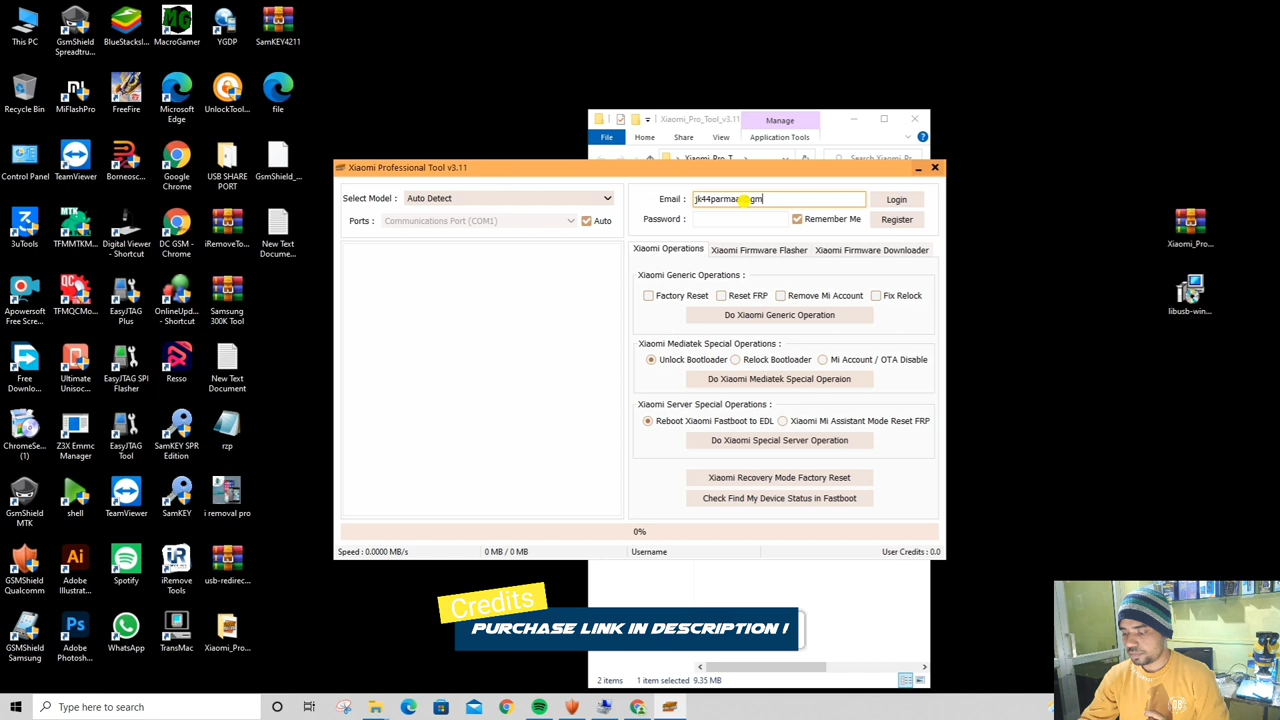 This PC
GsmShield Spreadtru...
BlueStacksI...
MacroGamer
YGDP
SamKEY4211
Recycle Bin
MiFlashPro
FreeFire
Microsoft Edge
UnlockTool...
file
Control Panel
TeamViewer
Borneosc...
Google Chrome
USB SHARE PORT
GsmShield_...
3uTools
TFMMTKM...
Digital Viewer - Shortcut
DC GSM - Chrome
iRemoveTo...
New Text Docume...
Apowersoft Free Scre...
TFMQCMo...
EasyJTAG Plus
OnlineUpd... - Shortcut
Samsung 300K Tool
Free Downlo...
Ultimate Unisoc...
EasyJTAG SPI Flasher
Resso
New Text Document
ChromeSe... (1)
Z3X Emmc Manager
EasyJTAG Tool
SamKEY SPR Edition
rzp
GsmShield MTK
shell
TeamViewer
SamKEY
i removal pro
GSMShield Qualcomm
Adobe Illustrat...
Spotify
iRemove Tools
usb-redirec...
GSMShield Samsung
Adobe Photosh...
WhatsApp
TransMac
Xiaomi_Pro...
Xiaomi_Pro...
libusb-win...
Xiaomi_Pro_Tool_v3.11
Manage
File Home Share View Application Tools
Xiaomi_Pro_T...
Search Xiaomi_Pr...
Xiaomi Professional Tool v3.11
Select Model : Auto Detect
Ports : Communications Port (COM1) Auto
Email : Login
Password : Remember Me Register
Xiaomi Operations Xiaomi Firmware Flasher Xiaomi Firmware Downloader
Xiaomi Generic Operations :
Factory Reset Reset FRP Remove Mi Account Fix Relock
Do Xiaomi Generic Operation
Xiaomi Mediatek Special Operations :
Unlock Bootloader Relock Bootloader Mi Account / OTA Disable
Do Xiaomi Mediatek Special Operaion
Xiaomi Server Special Operations :
Reboot Xiaomi Fastboot to EDL Xiaomi Mi Assistant Mode Reset FRP
Do Xiaomi Special Server Operation
Xiaomi Recovery Mode Factory Reset
Check Find My Device Status in Fastboot
0%
Speed : 0.0000 MB/s 0 MB / 0 MB Username User Credits : 0.0
Credits
PURCHASE LINK IN DESCRIPTION !
2 items 1 item selected 9.35 MB
Type here to search